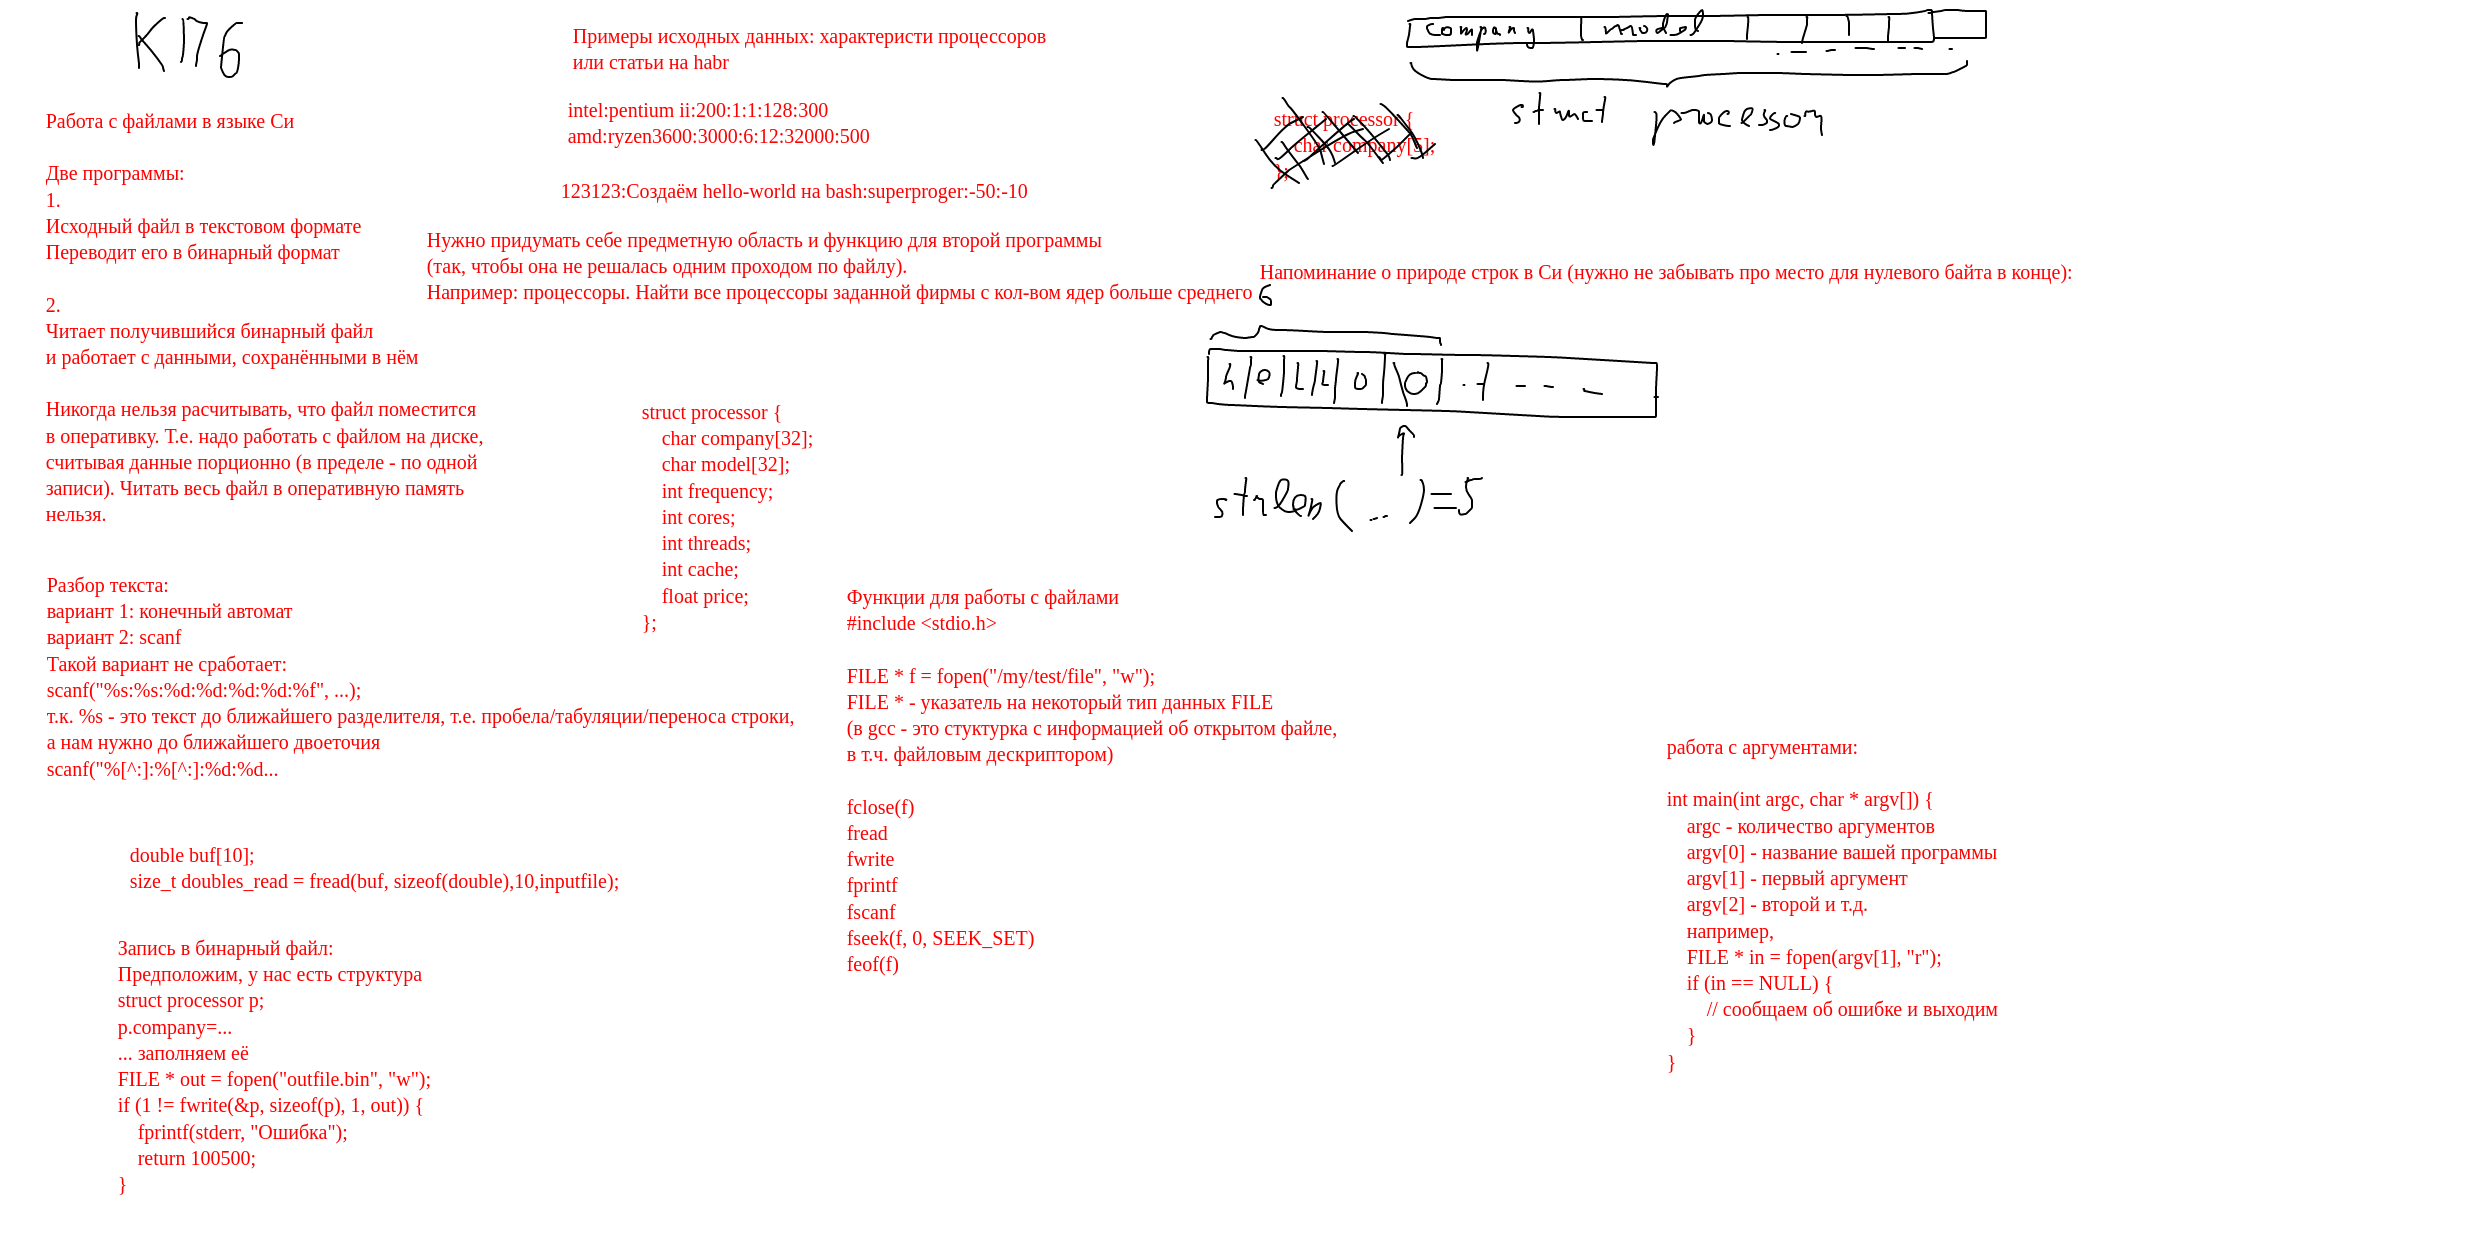 КП6
Работа с файлами в языке Си
Две программы:
1.
Исходный файл в текстовом формате
Переводит его в бинарный формат
2.
Читает получившийся бинарный файл
и работает с данными, сохранёнными в нём
Никогда нельзя расчитывать, что файл поместится
в оперативку. Т.е. надо работать с файлом на диске,
считывая данные порционно (в пределе - по одной
записи). Читать весь файл в оперативную память
нельзя.
Разбор текста:
вариант 1: конечный автомат
вариант 2: scanf
Такой вариант не сработает:
scanf("%s:%s:%d:%d:%d:%d:%f", ...);
т.к. %s - это текст до ближайшего разделителя, т.е. пробела/табуляции/переноса строки,
а нам нужно до ближайшего двоеточия
scanf("%[^:]:%[^:]:%d:%d...
double buf[10];
size_t doubles_read = fread(buf, sizeof(double),10,inputfile);
Запись в бинарный файл:
Предположим, у нас есть структура
struct processor p;
p.company=...
... заполняем её
FILE * out = fopen("outfile.bin", "w");
if (1 != fwrite(&p, sizeof(p), 1, out)) {
fprintf(stderr, "Ошибка");
return 100500;
}
Примеры исходных данных: характеристи процессоров
или статьи на habr
intel:pentium ii:200:1:1:128:300
amd:ryzen3600:3000:6:12:32000:500
123123:Создаём hello-world на bash:superproger:-50:-10
Нужно придумать себе предметную область и функцию для второй программы
(так, чтобы она не решалась одним проходом по файлу).
Например: процессоры. Найти все процессоры заданной фирмы с кол-вом ядер больше среднего
struct processor {
char company[32];
char model[32];
int frequency;
int cores;
int threads;
int cache;
float price;
};
Функции для работы с файлами
#include <stdio.h>
FILE * f = fopen("/my/test/file", "w");
FILE * - указатель на некоторый тип данных FILE
(в gcc - это стуктурка с информацией об открытом файле,
в т.ч. файловым дескриптором)
fclose(f)
fread
fwrite
fprintf
fscanf
fseek(f, 0, SEEK_SET)
feof(f)
company model
struct processor
struct processor {
char company[5];
};
Напоминание о природе строк в Си (нужно не забывать про место для нулевого байта в конце):
6
h e l l o \0
strlen(...)=5
работа с аргументами:
int main(int argc, char * argv[]) {
argc - количество аргументов
argv[0] - название вашей программы
argv[1] - первый аргумент
argv[2] - второй и т.д.
например,
FILE * in = fopen(argv[1], "r");
if (in == NULL) {
// сообщаем об ошибке и выходим
}
}